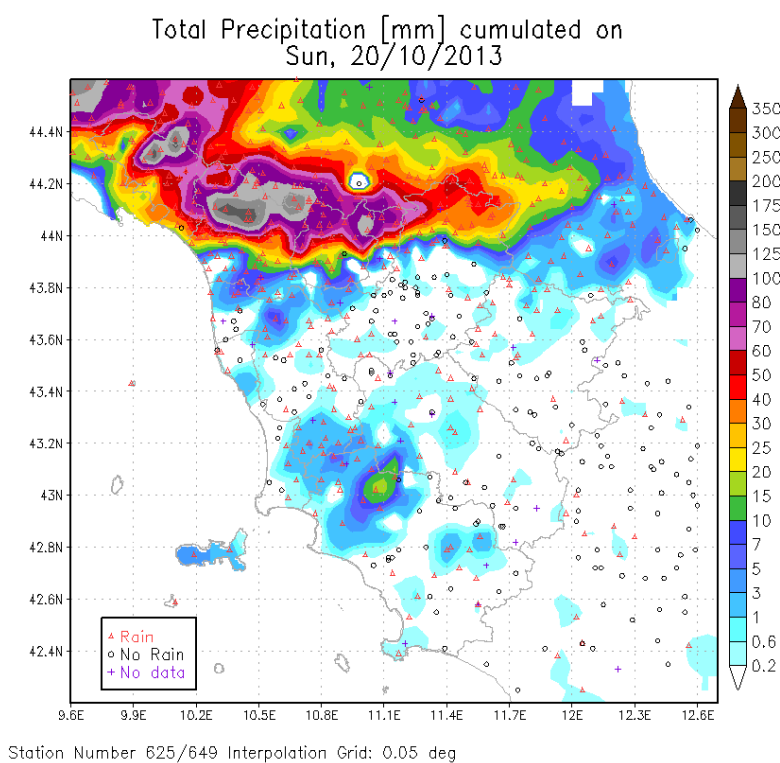 Total Precipitation [mm] cumulated on
Sun, 20/10/2013
44.4N
44.2N
44N
43.8N
43.6N
43.4N
43.2N
43N
42.8N
42.6N
42.4N
9.6E 9.9E 10.2E 10.5E 10.8E 11.1E 11.4E 11.7E 12E 12.3E 12.6E
Rain
No Rain
No data
350
300
250
200
175
150
125
100
80
70
60
50
40
30
25
20
15
10
7
5
3
1
0.6
0.2
Station Number 625/649 Interpolation Grid: 0.05 deg